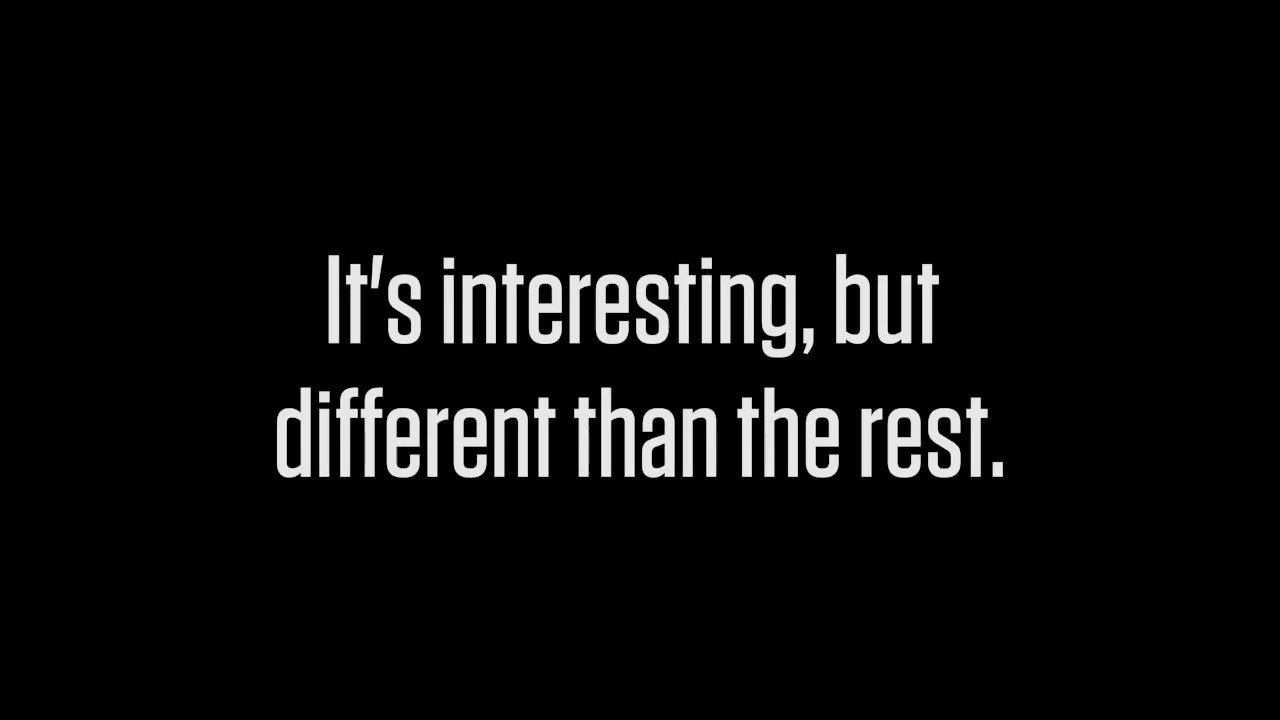 It's interesting, but
different than the rest.